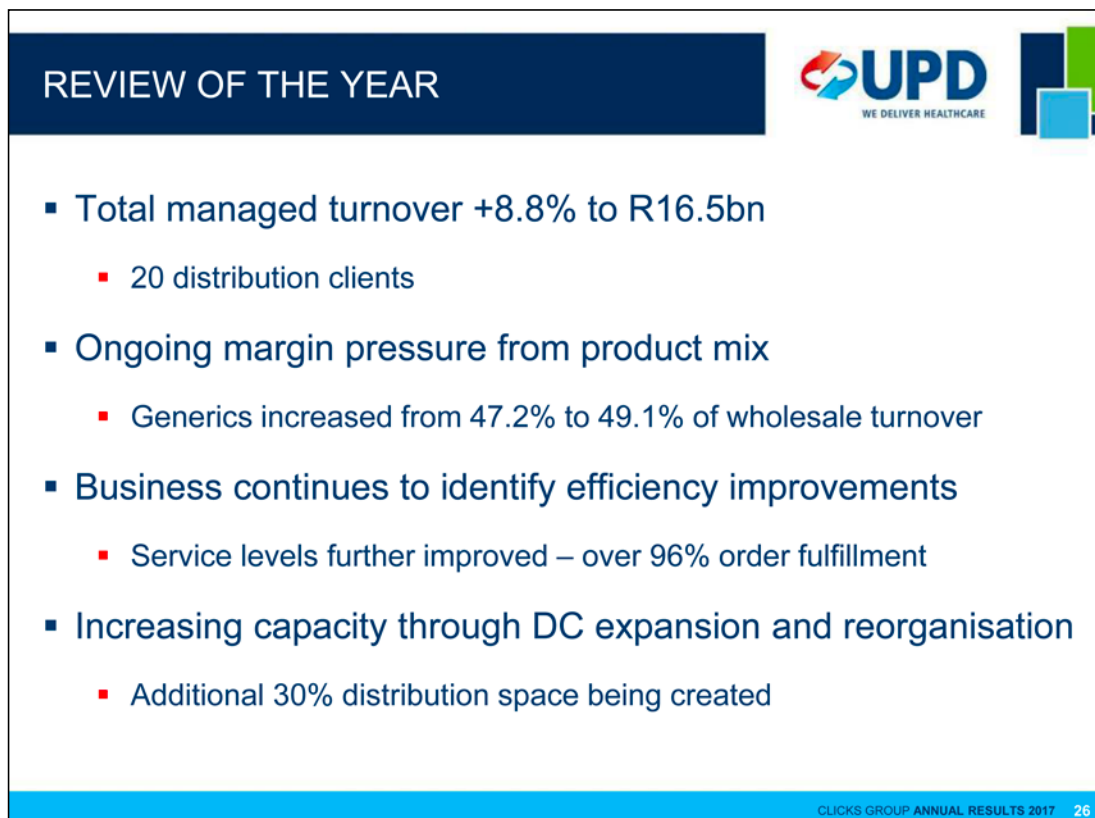 REVIEW OF THE YEAR
UPD
WE DELIVER HEALTHCARE
▪ Total managed turnover +8.8% to R16.5bn
▪ 20 distribution clients
▪ Ongoing margin pressure from product mix
▪ Generics increased from 47.2% to 49.1% of wholesale turnover
▪ Business continues to identify efficiency improvements
▪ Service levels further improved – over 96% order fulfillment
▪ Increasing capacity through DC expansion and reorganisation
▪ Additional 30% distribution space being created
CLICKS GROUP ANNUAL RESULTS 2017 26